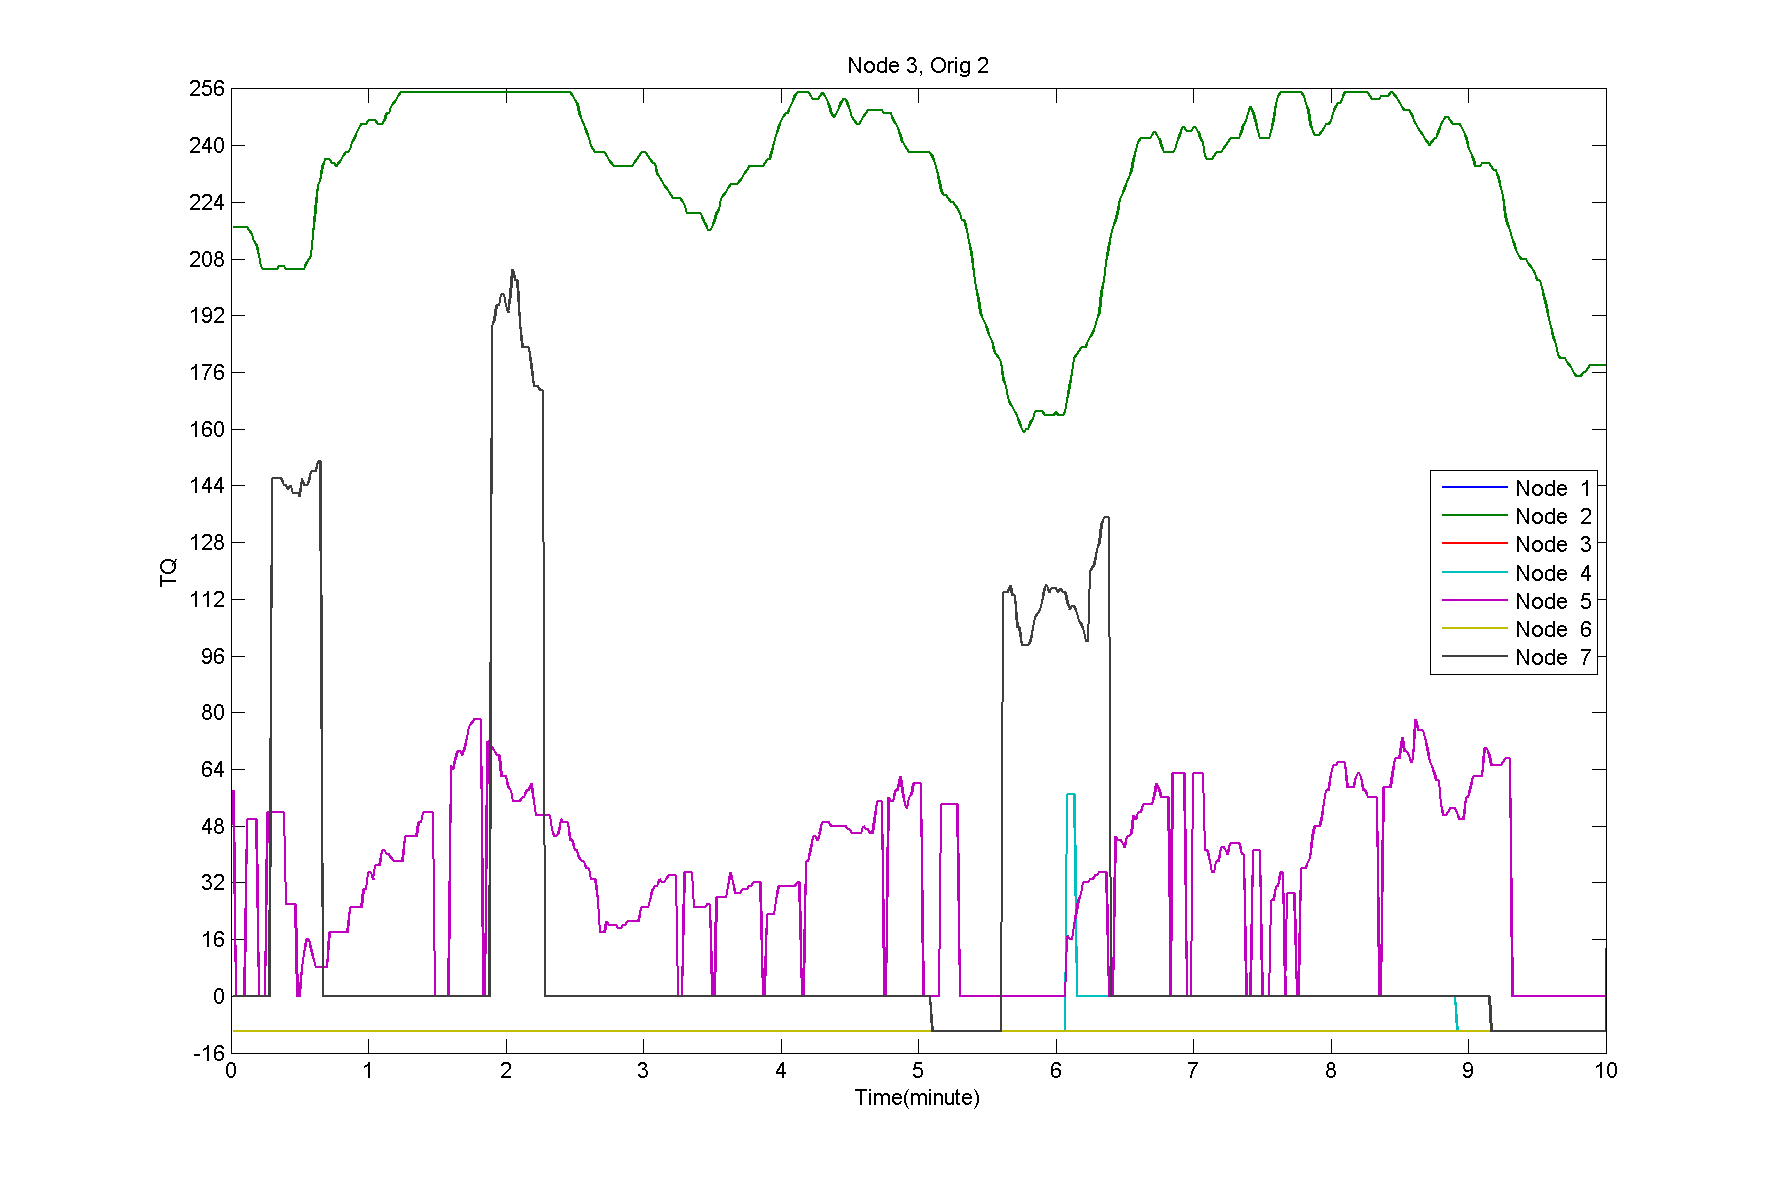 Node 3, Orig 2
256
240
224
208
192
176
160
144
128
112
96
80
64
48
32
16
0
-16
TQ
Node 1
Node 2
Node 3
Node 4
Node 5
Node 6
Node 7
0 1 2 3 4 5 6 7 8 9 10
Time(minute)